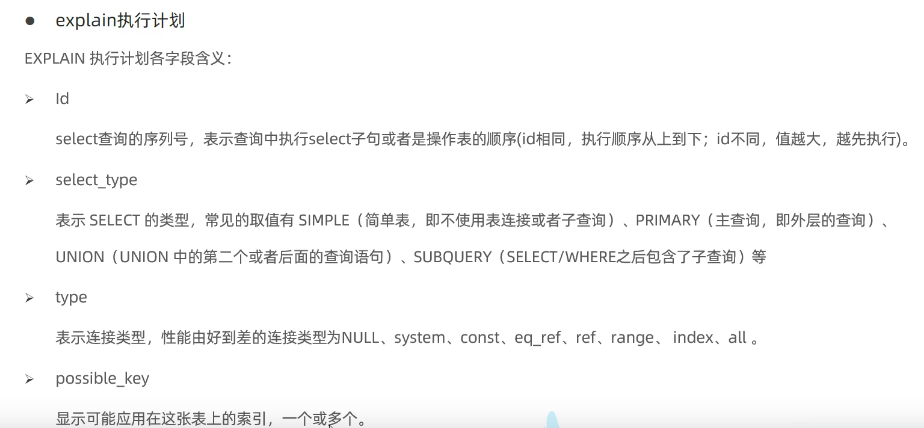 ● explain执行计划
EXPLAIN 执行计划各字段含义：
➢ Id
select查询的序列号，表示查询中执行select子句或者是操作表的顺序(id相同，执行顺序从上到下；id不同，值越大，越先执行)。
➢ select_type
表示 SELECT 的类型，常见的取值有 SIMPLE（简单表，即不使用表连接或者子查询）、PRIMARY（主查询，即外层的查询）、
UNION（UNION 中的第二个或者后面的查询语句）、SUBQUERY（SELECT/WHERE之后包含了子查询）等
➢ type
表示连接类型，性能由好到差的连接类型为NULL、system、const、eq_ref、ref、range、 index、all 。
➢ possible_key
显示可能应用在这张表上的索引，一个或多个。